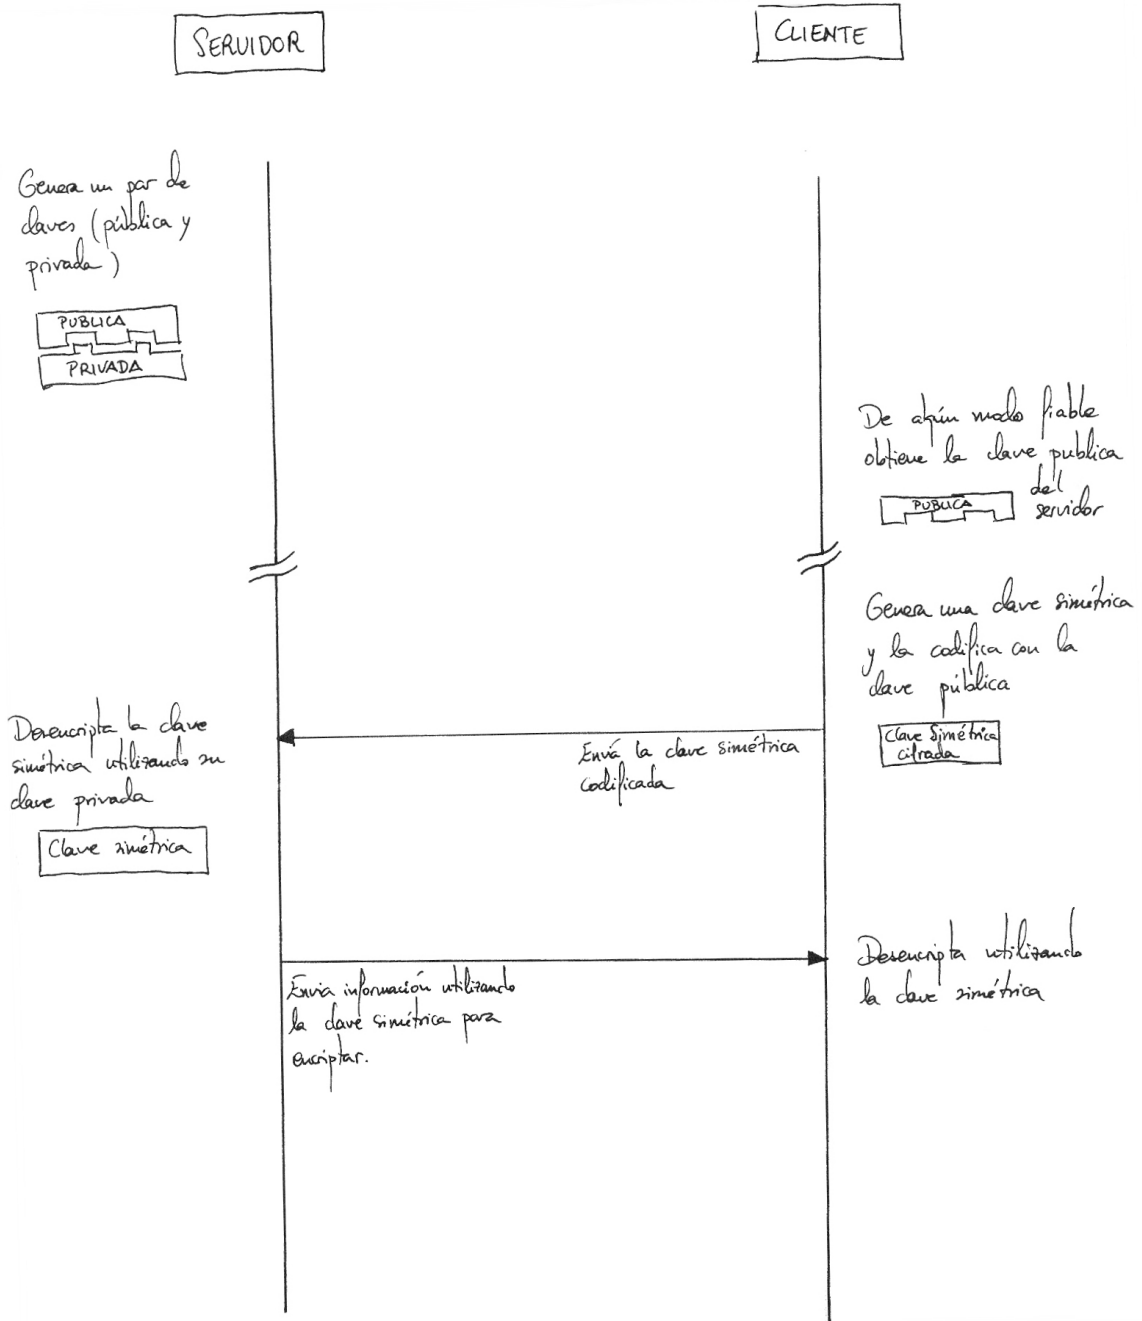 SERVIDOR
CLIENTE
Genera un par de
claves (pública y
privada)
PUBLICA
PRIVADA
De algún modo fiable
obtiene la clave publica
del
servidor
PUBLICA
Genera una clave simétrica
y la codifica con la
clave pública
Clave Simétrica
cifrada
Envía la clave simétrica
codificada
Desencripta la clave
simétrica utilizando su
clave privada
Clave simétrica
Envia información utilizando
la clave simétrica para
encriptar.
Desencripta utilizando
la clave simétrica